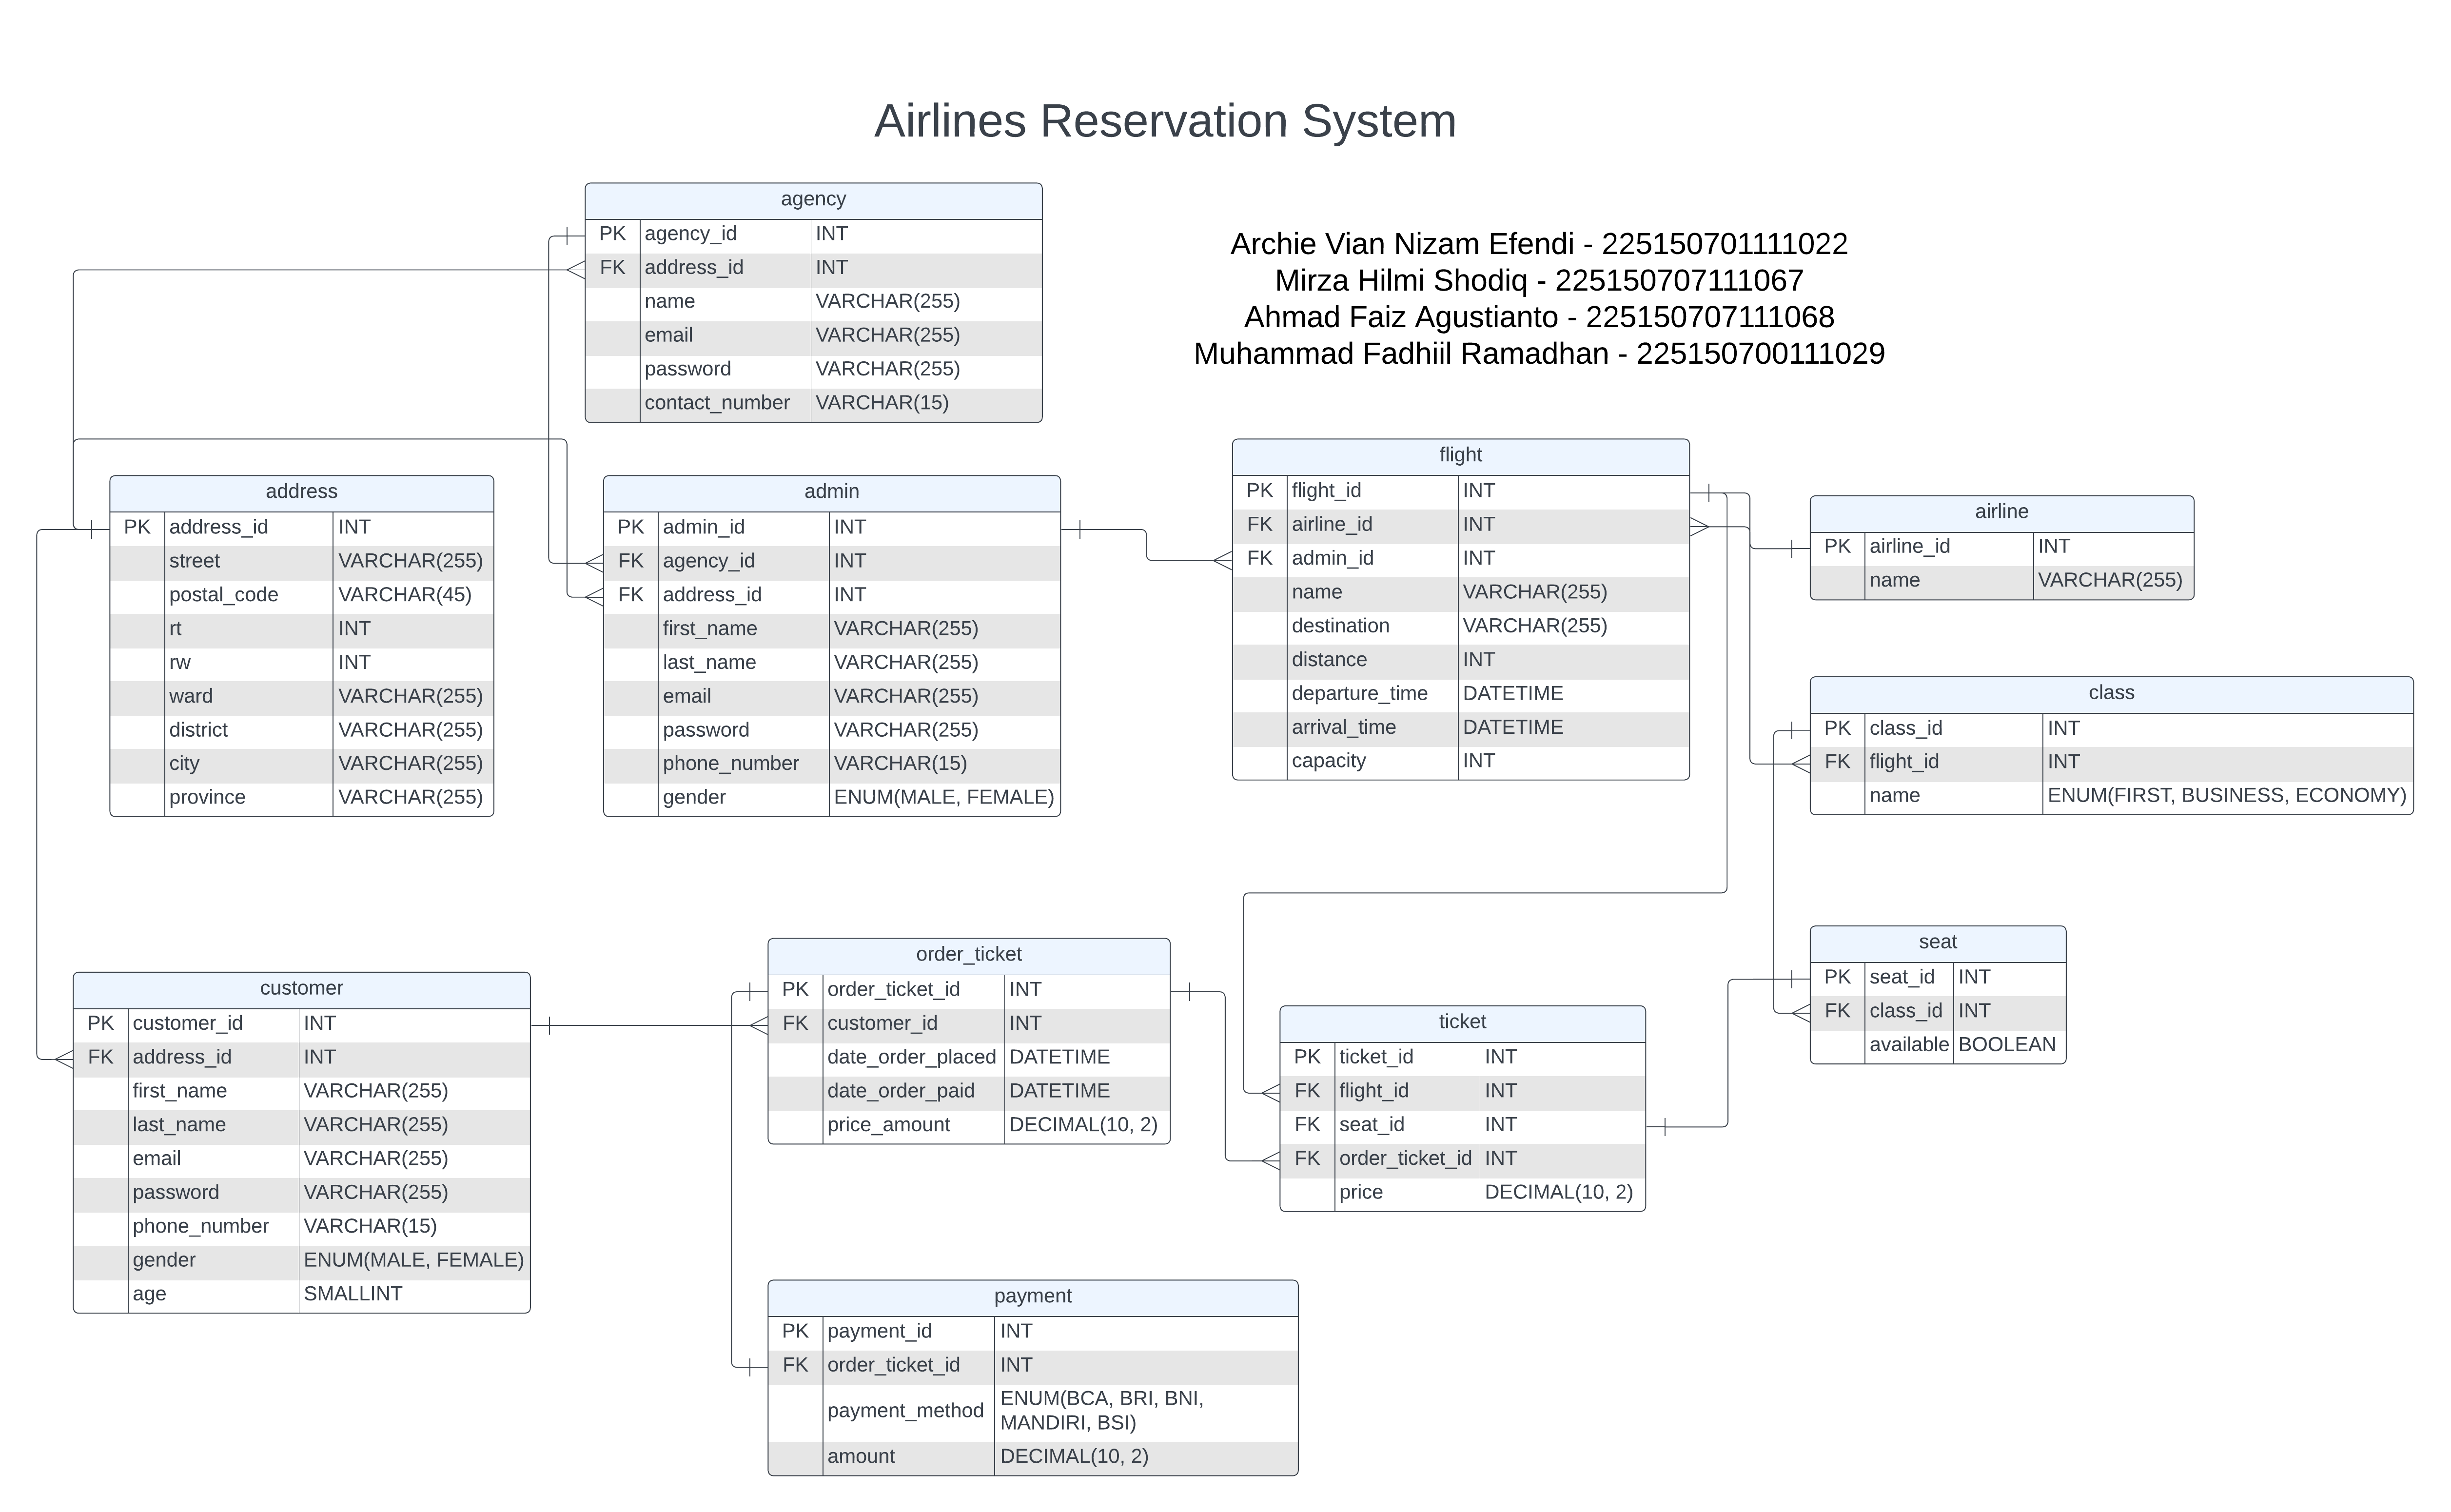 Airlines Reservation System
Archie Vian Nizam Efendi - 225150701111022
Mirza Hilmi Shodiq - 225150707111067
Ahmad Faiz Agustianto - 225150707111068
Muhammad Fadhiil Ramadhan - 225150700111029
agency
PK agency_id INT
FK address_id INT
name VARCHAR(255)
email VARCHAR(255)
password VARCHAR(255)
contact_number VARCHAR(15)
address
PK address_id INT
street VARCHAR(255)
postal_code VARCHAR(45)
rt INT
rw INT
ward VARCHAR(255)
district VARCHAR(255)
city VARCHAR(255)
province VARCHAR(255)
admin
PK admin_id INT
FK agency_id INT
FK address_id INT
first_name VARCHAR(255)
last_name VARCHAR(255)
email VARCHAR(255)
password VARCHAR(255)
phone_number VARCHAR(15)
gender ENUM(MALE, FEMALE)
flight
PK flight_id INT
FK airline_id INT
FK admin_id INT
name VARCHAR(255)
destination VARCHAR(255)
distance INT
departure_time DATETIME
arrival_time DATETIME
capacity INT
airline
PK airline_id INT
name VARCHAR(255)
class
PK class_id INT
FK flight_id INT
name ENUM(FIRST, BUSINESS, ECONOMY)
seat
PK seat_id INT
FK class_id INT
available BOOLEAN
customer
PK customer_id INT
FK address_id INT
first_name VARCHAR(255)
last_name VARCHAR(255)
email VARCHAR(255)
password VARCHAR(255)
phone_number VARCHAR(15)
gender ENUM(MALE, FEMALE)
age SMALLINT
order_ticket
PK order_ticket_id INT
FK customer_id INT
date_order_placed DATETIME
date_order_paid DATETIME
price_amount DECIMAL(10, 2)
ticket
PK ticket_id INT
FK flight_id INT
FK seat_id INT
FK order_ticket_id INT
price DECIMAL(10, 2)
payment
PK payment_id INT
FK order_ticket_id INT
payment_method ENUM(BCA, BRI, BNI,
MANDIRI, BSI)
amount DECIMAL(10, 2)